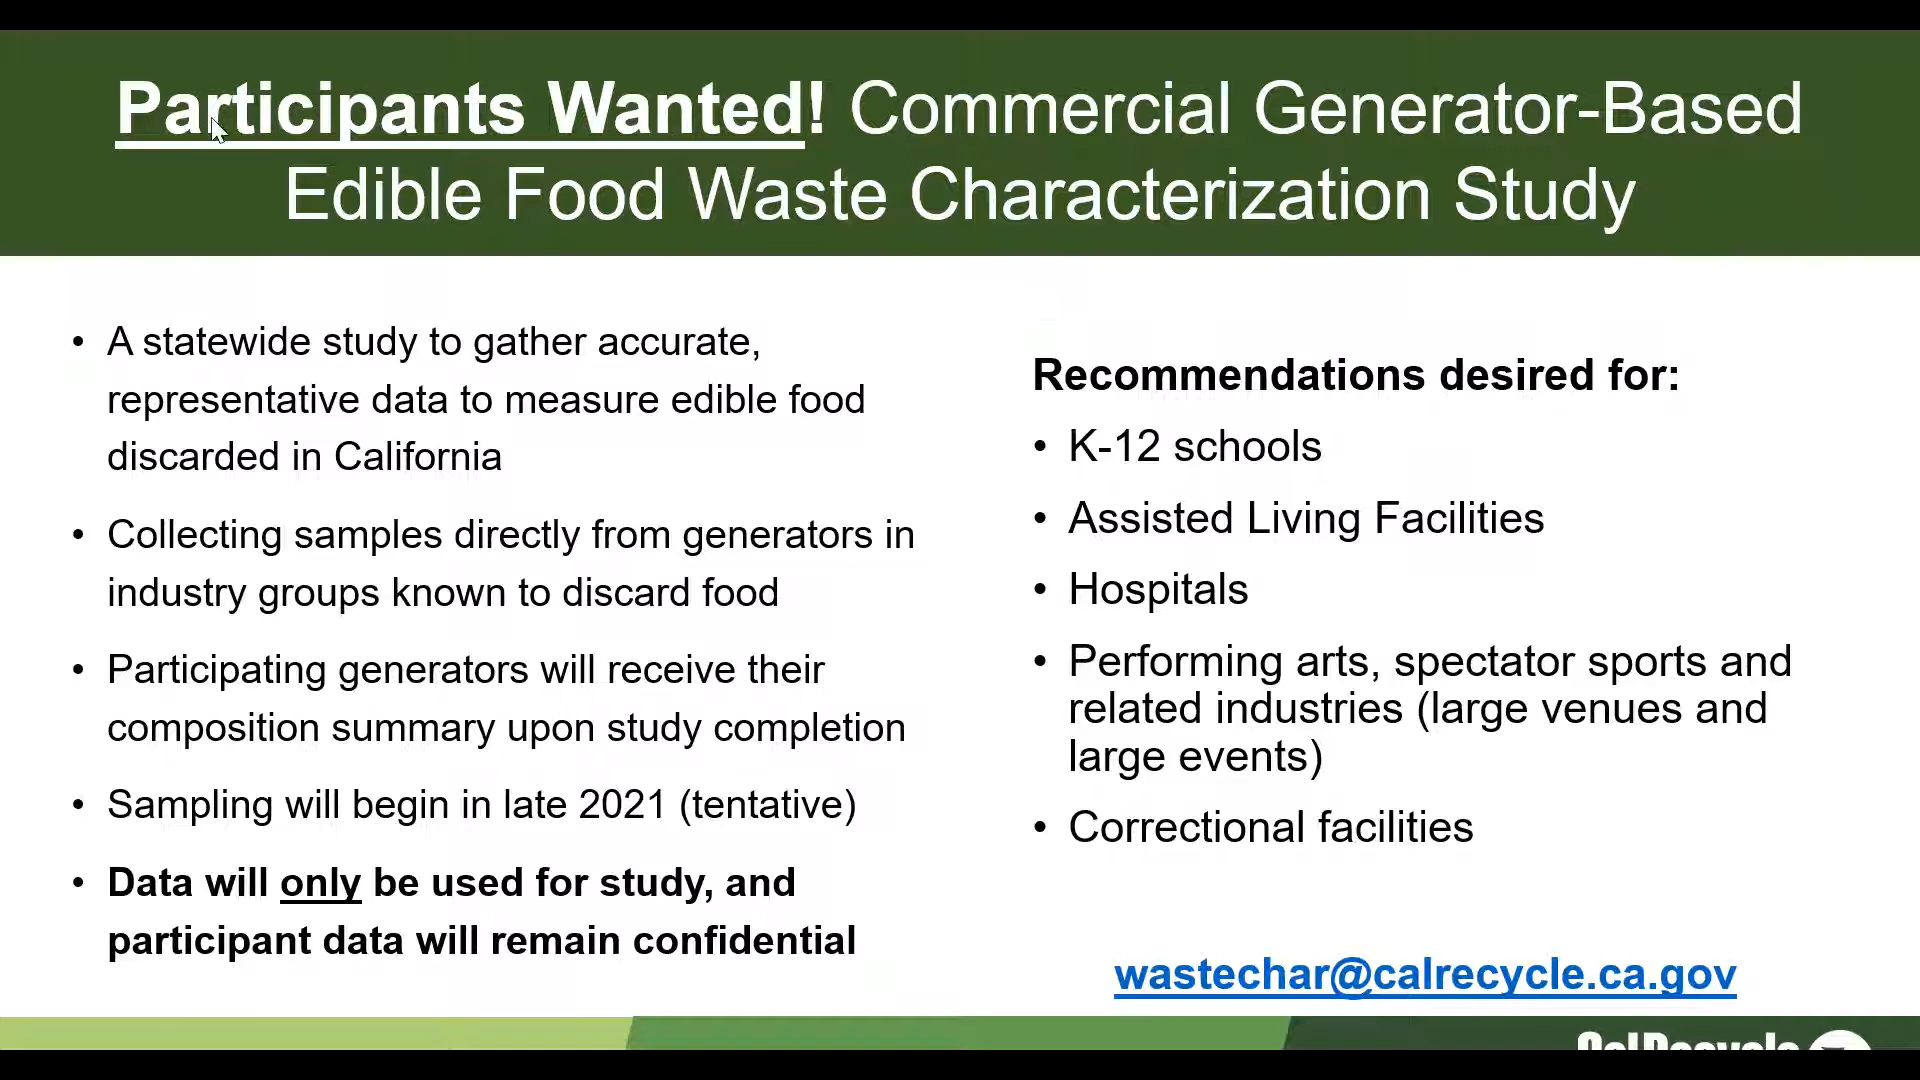 Participants Wanted! Commercial Generator-Based
Edible Food Waste Characterization Study
• A statewide study to gather accurate,
representative data to measure edible food
discarded in California
• Collecting samples directly from generators in
industry groups known to discard food
• Participating generators will receive their
composition summary upon study completion
• Sampling will begin in late 2021 (tentative)
• Data will only be used for study, and
participant data will remain confidential
Recommendations desired for:
• K-12 schools
• Assisted Living Facilities
• Hospitals
• Performing arts, spectator sports and
related industries (large venues and
large events)
• Correctional facilities
wastechar@calrecycle.ca.gov
CalRecycle